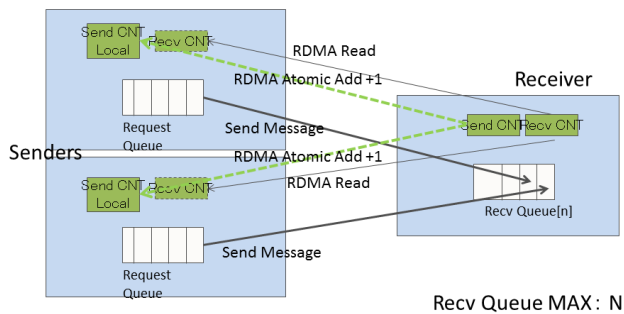 Send CNT
Local
Recv CNT
RDMA Read
RDMA Atomic Add +1
Receiver
Request
Queue
Send Message
Send CNT
Recv CNT
Senders
RDMA Atomic Add +1
Send CNT
Local
Recv CNT
RDMA Read
Recv Queue[n]
Request
Queue
Send Message
Recv Queue MAX: N